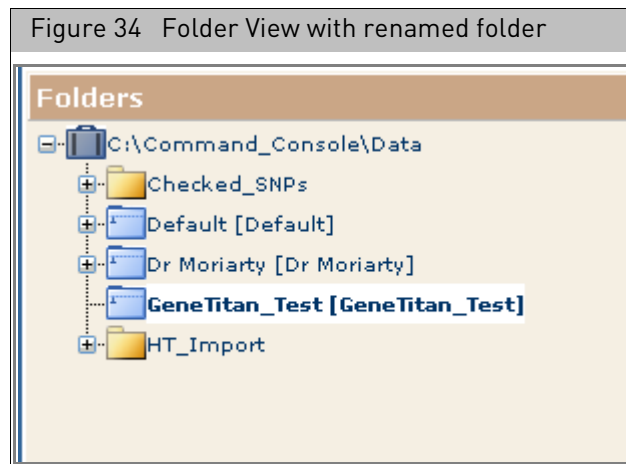 Figure 34 Folder View with renamed folder
Folders
C:\Command_Console\Data
Checked_SNPs
Default [Default]
Dr Moriarty [Dr Moriarty]
GeneTitan_Test [GeneTitan_Test]
HT_Import